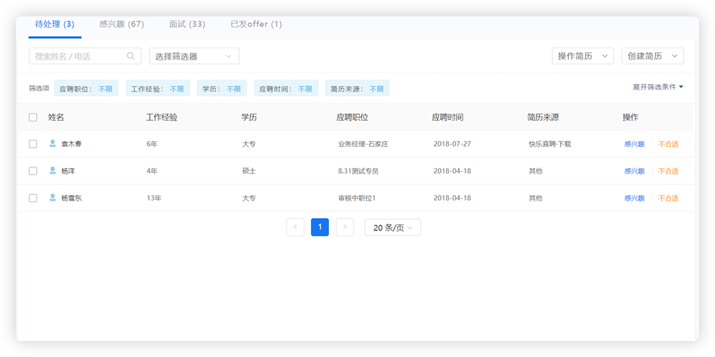 待处理 (3) 感兴趣 (67) 面试 (33) 已发offer (1)
搜索姓名 / 电话 选择筛选器 操作简历 创建简历
筛选项 应聘职位： 不限 工作经验： 不限 学历： 不限 应聘时间： 不限 简历来源： 不限 展开筛选条件
姓名 工作经验 学历 应聘职位 应聘时间 简历来源 操作
袁木春 6年 大专 业务经理-石家庄 2018-07-27 快乐高聘-下载 感兴趣 不合适
杨洋 4年 硕士 8.31测试专员 2018-04-18 其他 感兴趣 不合适
杨雪东 13年 大专 审核中职位1 2018-04-18 其他 感兴趣 不合适
1 20 条/页